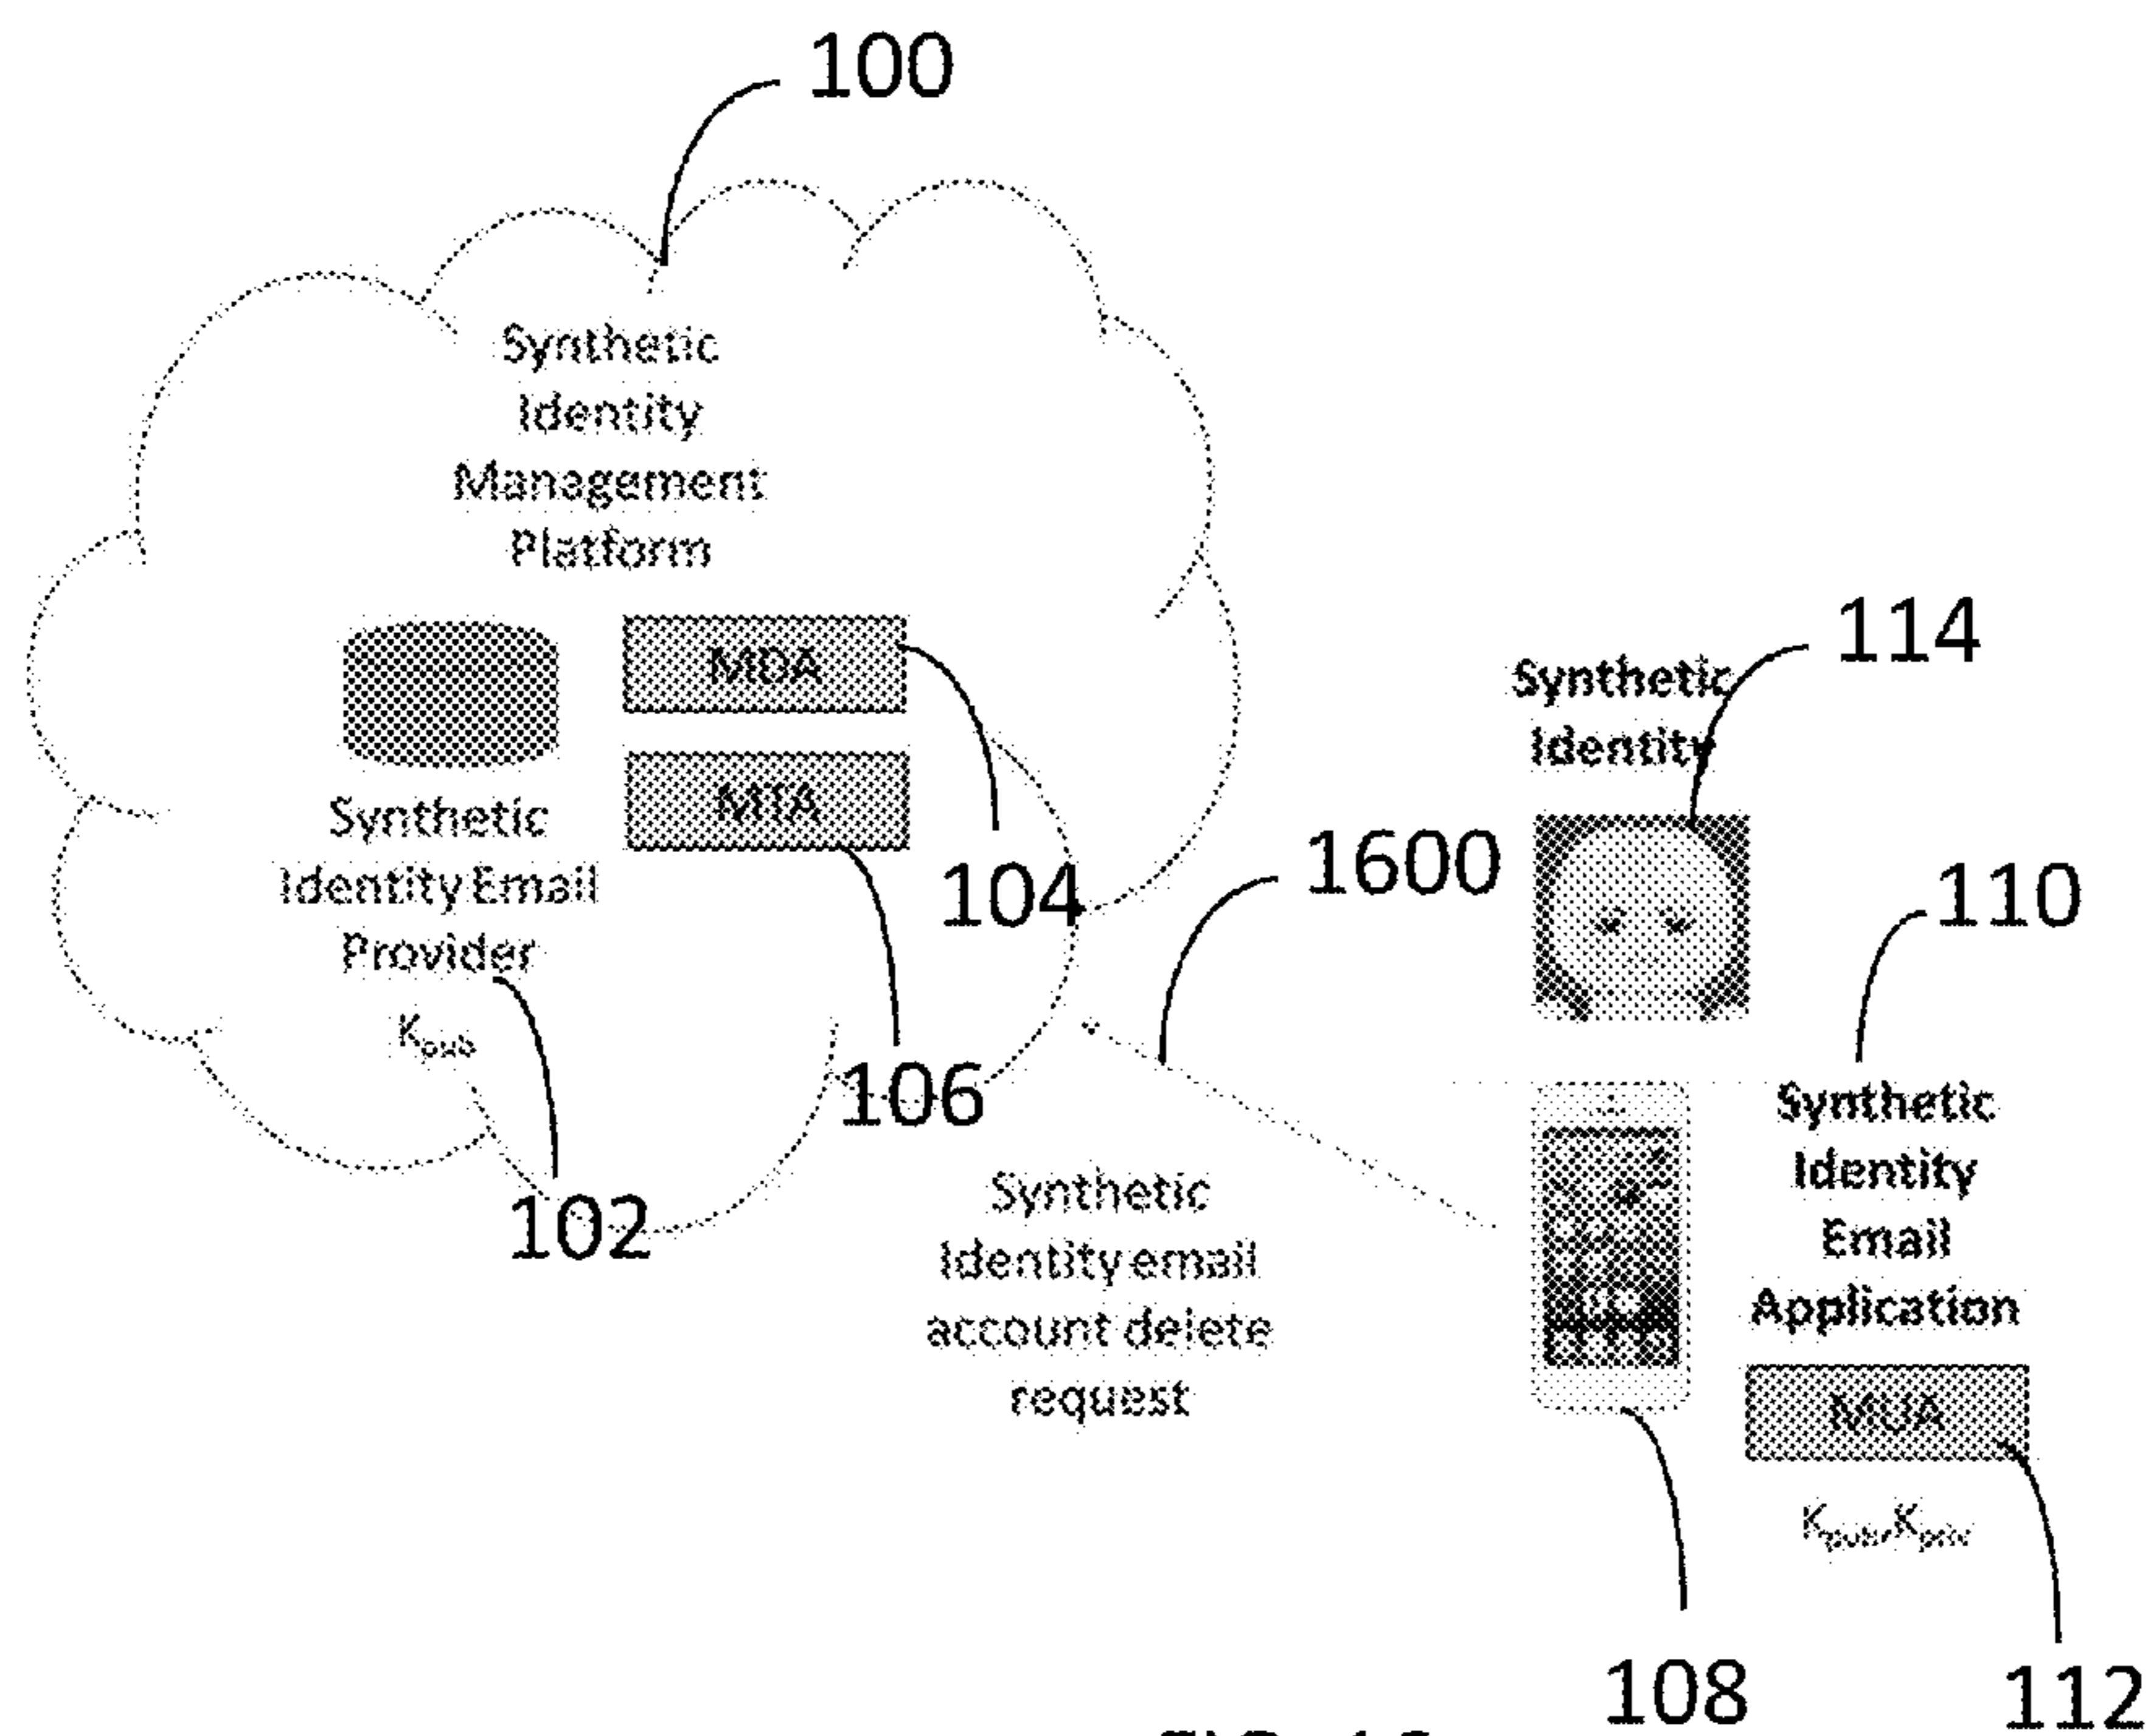 100
Synthetic
Identity
Management
Platform
MDA
MTA
Synthetic
Identity Email
Provider
Kpub
104
106
102
1600
Synthetic
Identity email
account delete
request
Synthetic
Identity
114
110
Synthetic
Identity
Email
Application
MUA
Kpub,Kpriv
108
112